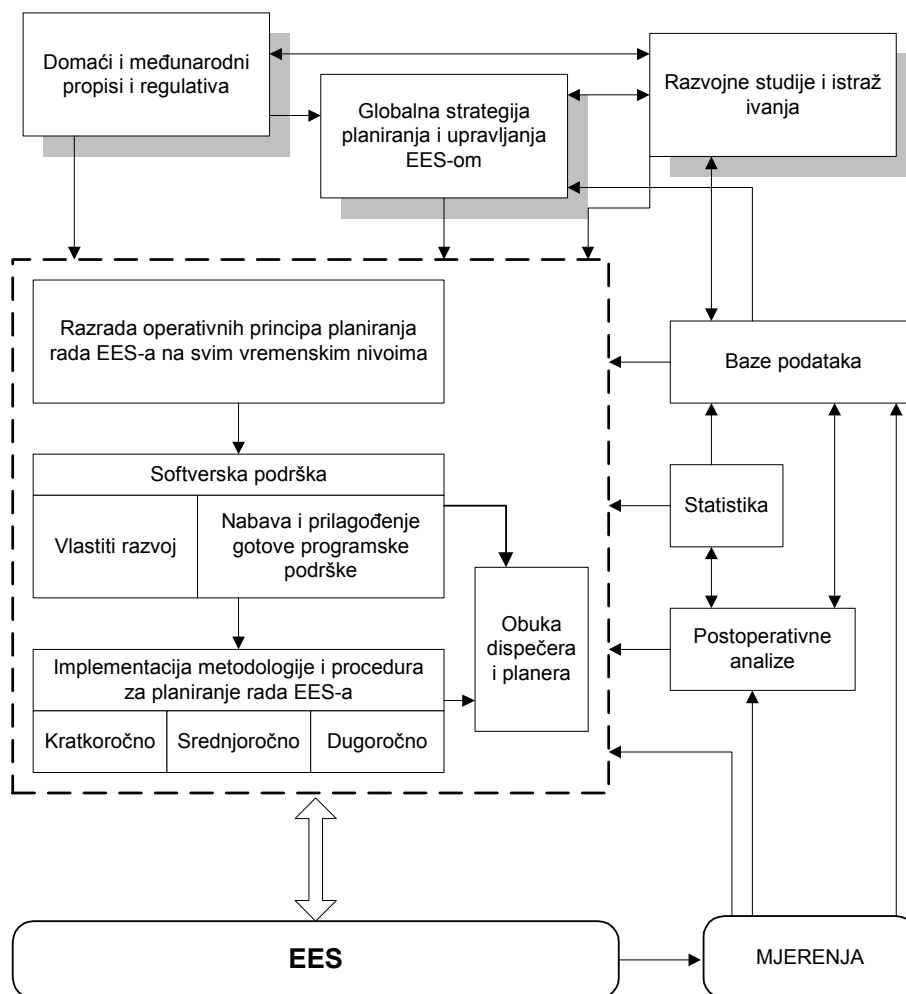 Domaći i međunarodni
propisi i regulativa
Globalna strategija
planiranja i upravljanja
EES-om
Razvojne studije i istraž
ivanja
Razrada operativnih principa planiranja
rada EES-a na svim vremenskim nivoima
Baze podataka
Softverska podrška
Vlastiti razvoj
Nabava i prilagođenje
gotove programske
podrške
Statistika
Obuka
dispečera
i planera
Postoperativne
analize
Implementacija metodologije i procedura
za planiranje rada EES-a
Kratkoročno
Srednjoročno
Dugoročno
EES
MJERENJA